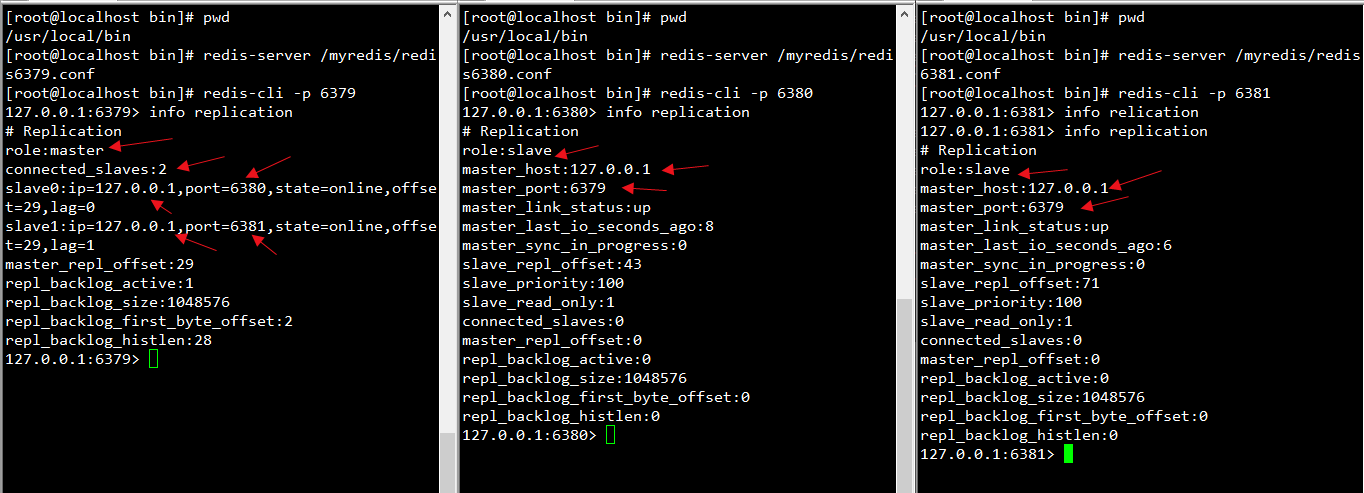 [root@localhost bin]# pwd
/usr/local/bin
[root@localhost bin]# redis-server /myredis/redi
s6379.conf
[root@localhost bin]# redis-cli -p 6379
127.0.0.1:6379> info replication
# Replication
role:master
connected_slaves:2
slave0:ip=127.0.0.1,port=6380,state=online,offse
t=29,lag=0
slave1:ip=127.0.0.1,port=6381,state=online,offse
t=29,lag=1
master_repl_offset:29
repl_backlog_active:1
repl_backlog_size:1048576
repl_backlog_first_byte_offset:2
repl_backlog_histlen:28
127.0.0.1:6379>
[root@localhost bin]# pwd
/usr/local/bin
[root@localhost bin]# redis-server /myredis/redi
s6380.conf
[root@localhost bin]# redis-cli -p 6380
127.0.0.1:6380> info replication
# Replication
role:slave
master_host:127.0.0.1
master_port:6379
master_link_status:up
master_last_io_seconds_ago:8
master_sync_in_progress:0
slave_repl_offset:43
slave_priority:100
slave_read_only:1
connected_slaves:0
master_repl_offset:0
repl_backlog_active:0
repl_backlog_size:1048576
repl_backlog_first_byte_offset:0
repl_backlog_histlen:0
127.0.0.1:6380>
[root@localhost bin]# pwd
/usr/local/bin
[root@localhost bin]# redis-server /myredis/redis
6381.conf
[root@localhost bin]# redis-cli -p 6381
127.0.0.1:6381> info relication
127.0.0.1:6381> info replication
# Replication
role:slave
master_host:127.0.0.1
master_port:6379
master_link_status:up
master_last_io_seconds_ago:6
master_sync_in_progress:0
slave_repl_offset:71
slave_priority:100
slave_read_only:1
connected_slaves:0
master_repl_offset:0
repl_backlog_active:0
repl_backlog_size:1048576
repl_backlog_first_byte_offset:0
repl_backlog_histlen:0
127.0.0.1:6381>